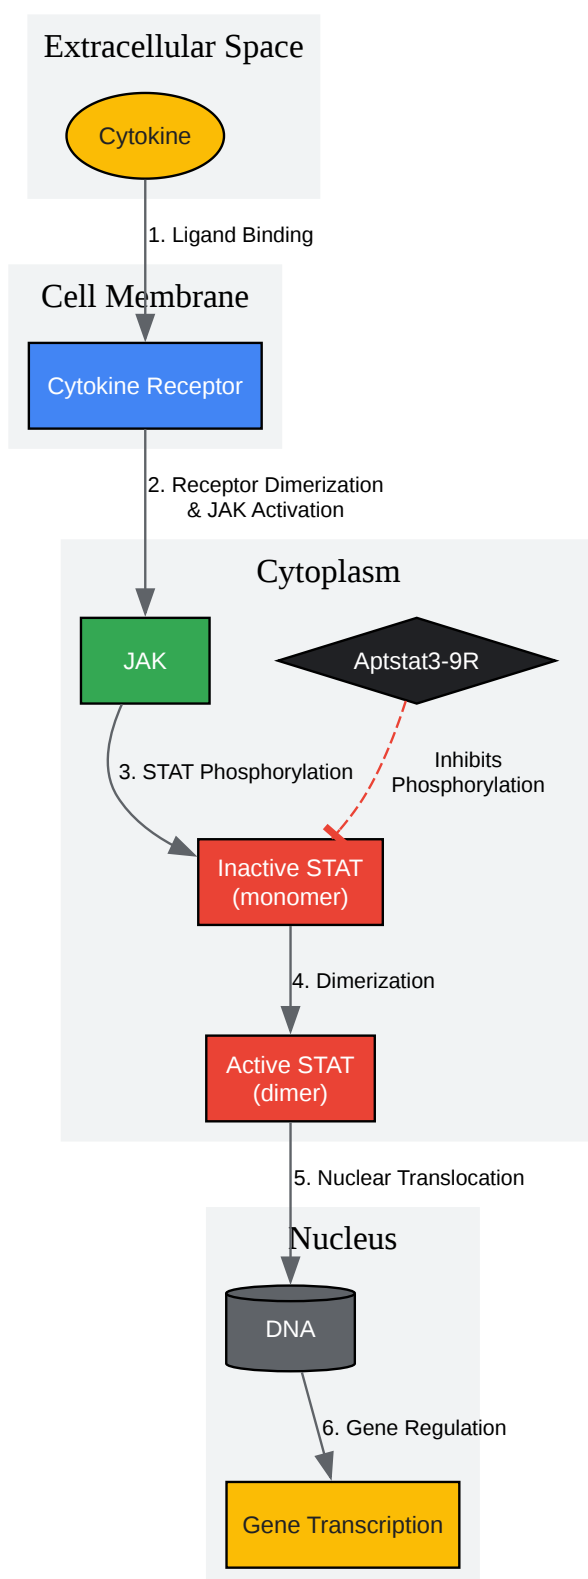 Extracellular Space
Cytokine
1. Ligand Binding
Cell Membrane
Cytokine Receptor
2. Receptor Dimerization
& JAK Activation
Cytoplasm
JAK
Aptstat3-9R
3. STAT Phosphorylation
Inhibits
Phosphorylation
Inactive STAT
(monomer)
4. Dimerization
Active STAT
(dimer)
5. Nuclear Translocation
Nucleus
DNA
6. Gene Regulation
Gene Transcription